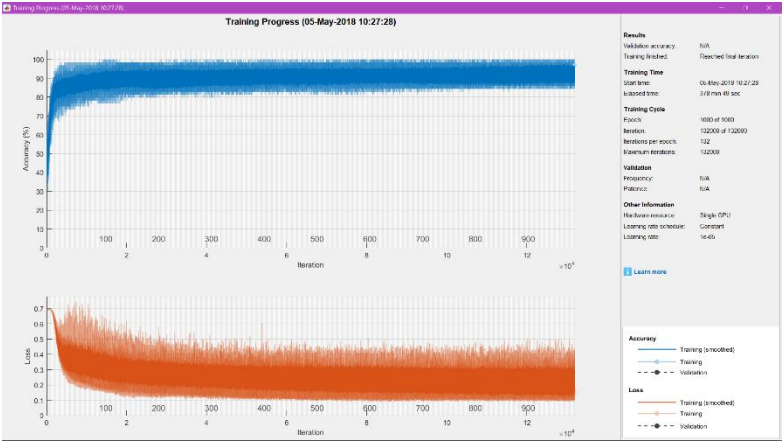 Training Progress (05-May-2018 10:27:28)
Training Progress (05-May-2018 10:27:28)
Accuracy (%)
100
90
80
70
60
50
40
30
20
10
0
100 200 300 400 500 600 700 800 900
0 2 4 6 8 10 12
Iteration
×10⁴
Loss
0.7
0.6
0.5
0.4
0.3
0.2
0.1
0
100 200 300 400 500 600 700 800 900
0 2 4 6 8 10 12
Iteration
×10⁴
Results
Validation accuracy: N/A
Training finished: Reached final iteration
Training Time
Start time: 05-May-2018 10:27:28
Elapsed time: 378 min 49 sec
Training Cycle
Epoch: 1000 of 1000
Iteration: 132000 of 132000
Iterations per epoch: 132
Maximum iterations: 132000
Validation
Frequency: N/A
Patience: N/A
Other Information
Hardware resource: Single GPU
Learning rate schedule: Constant
Learning rate: 1e-05
i Learn more
Accuracy
Training (smoothed)
Training
Validation
Loss
Training (smoothed)
Training
Validation